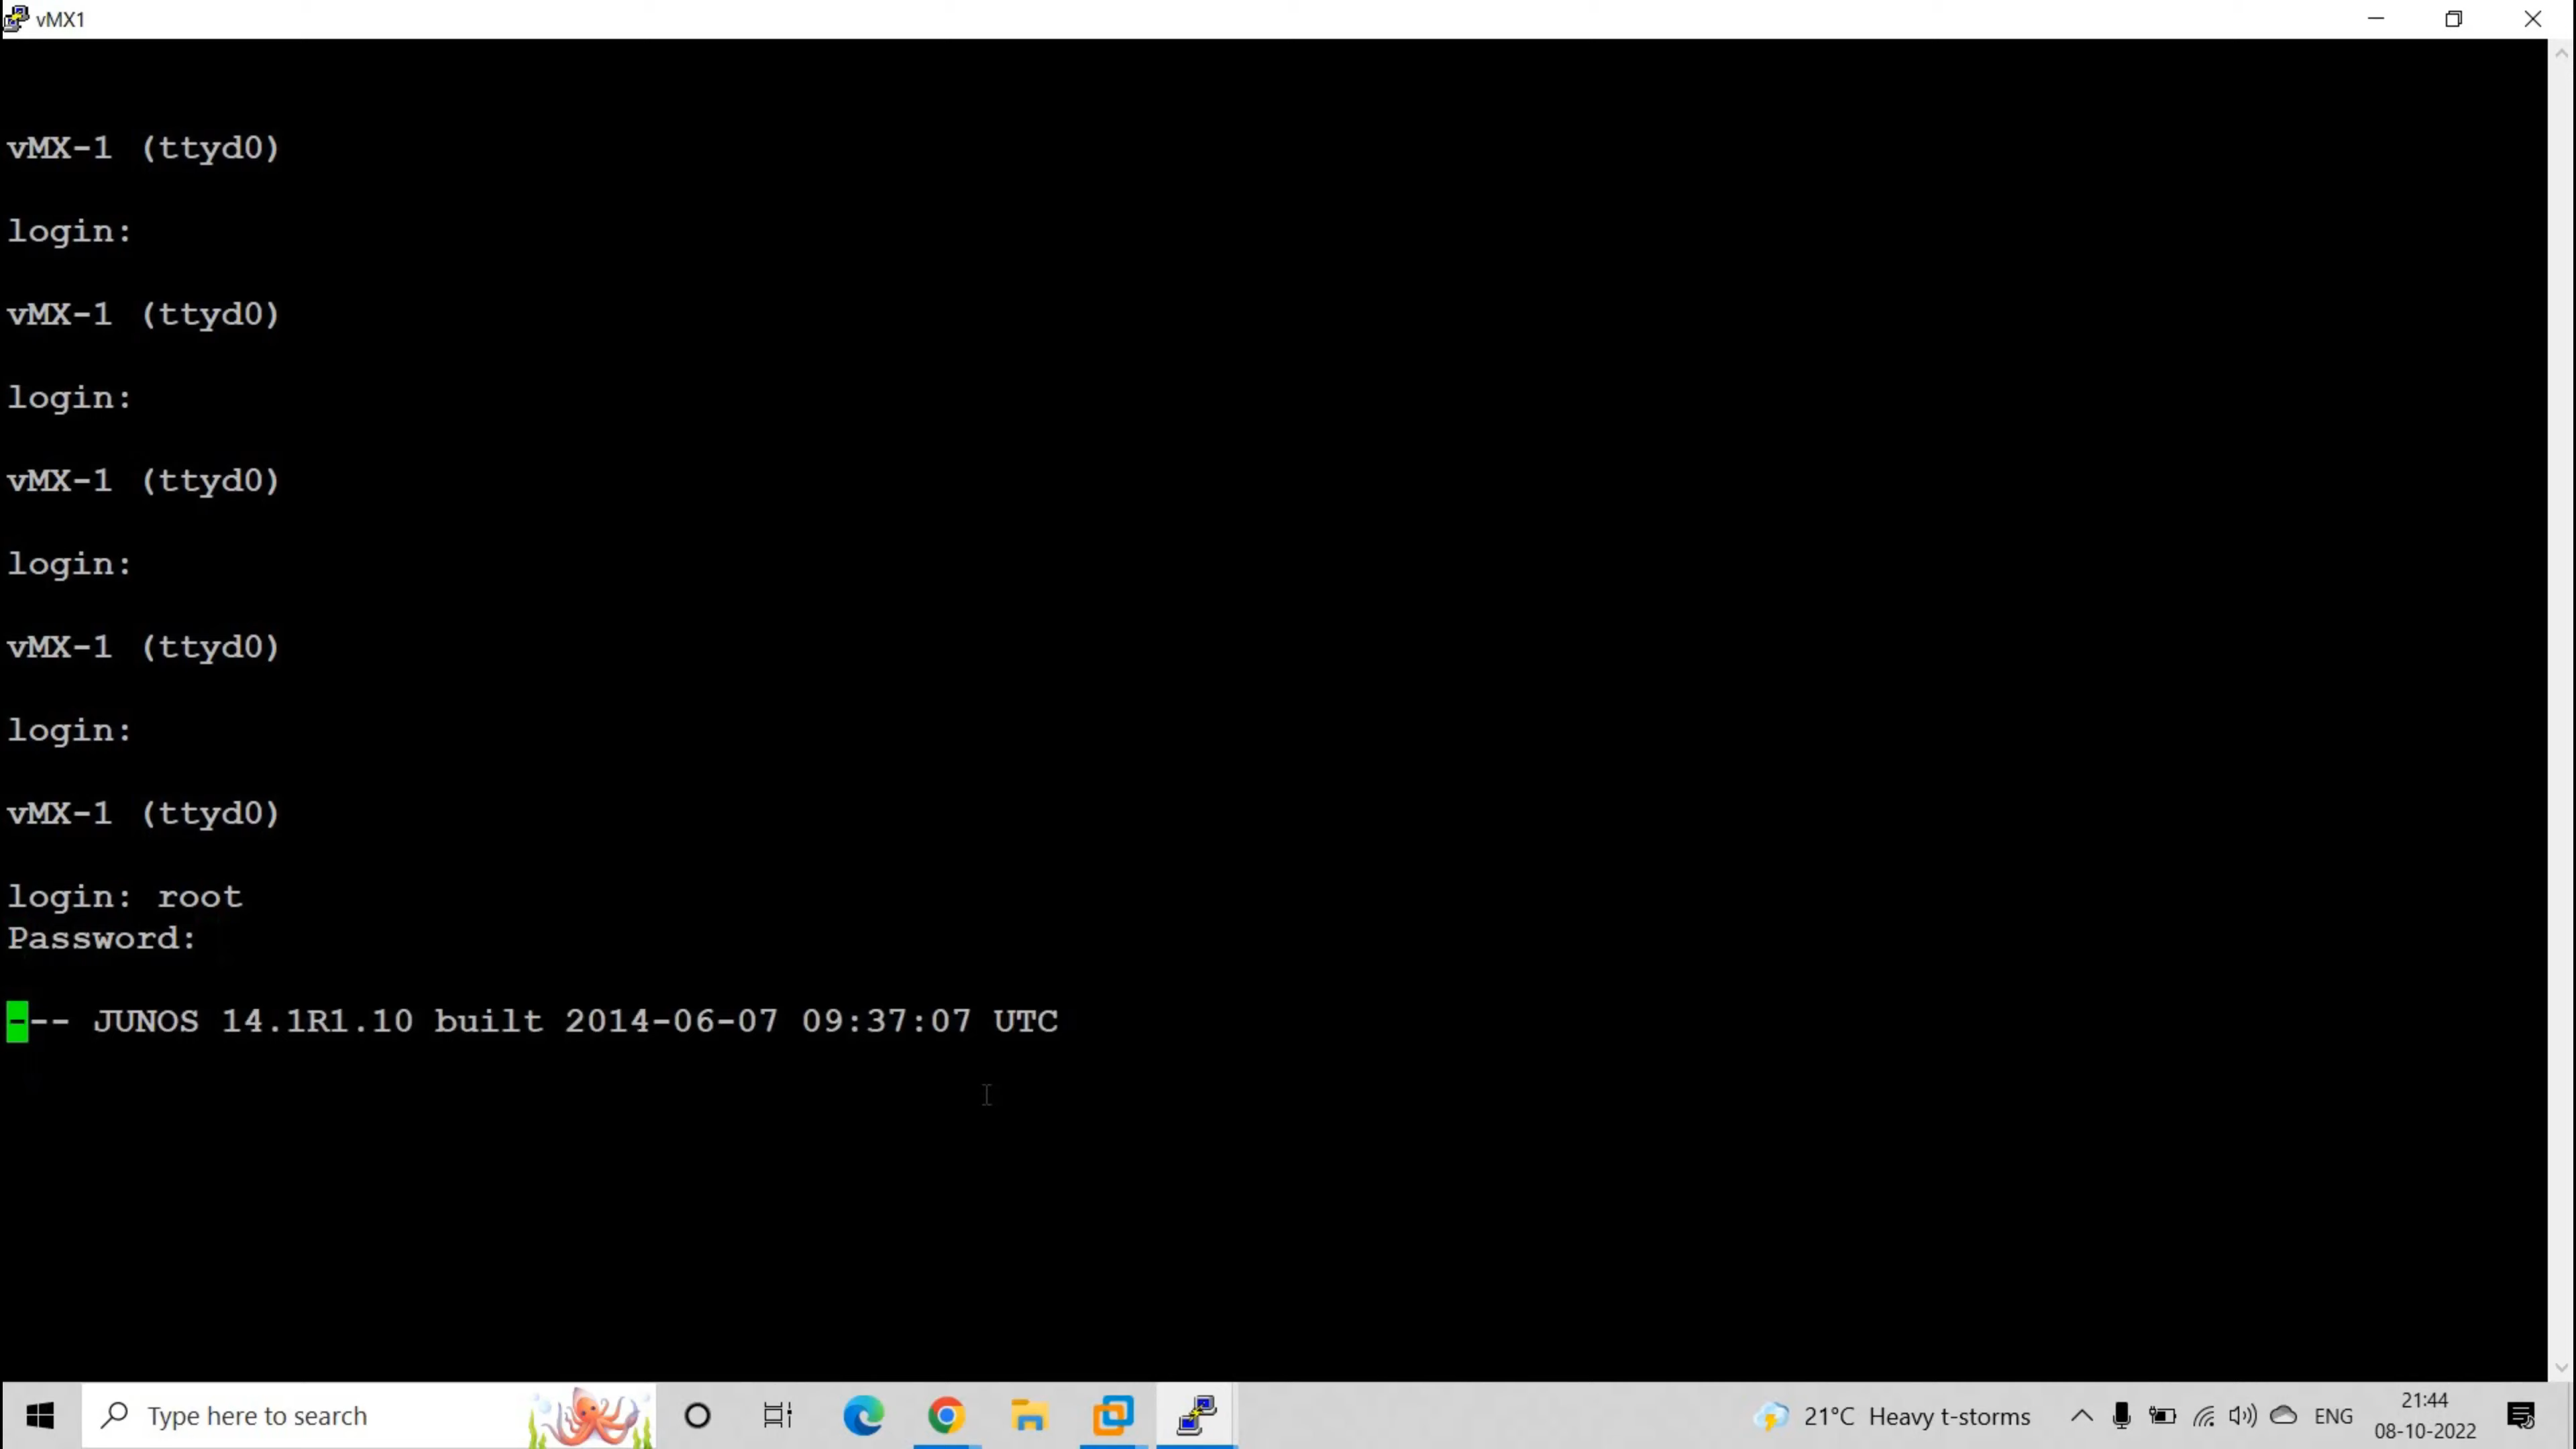 vMX1
vMX-1 (ttyd0)
login:
vMX-1 (ttyd0)
login:
vMX-1 (ttyd0)
login:
vMX-1 (ttyd0)
login:
vMX-1 (ttyd0)
login: root
Password:
--- JUNOS 14.1R1.10 built 2014-06-07 09:37:07 UTC
Type here to search
21°C Heavy t-storms
ENG
21:44
08-10-2022